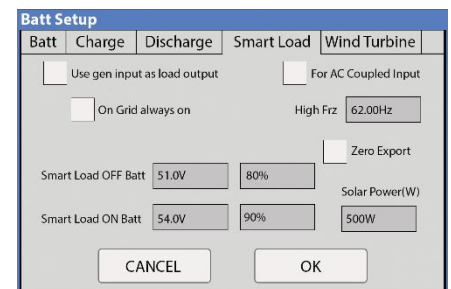 Batt Setup
Batt Charge Discharge Smart Load Wind Turbine
Use gen input as load output For AC Coupled Input
On Grid always on High Frz 62.00Hz
Zero Export
Smart Load OFF Batt 51.0V 80%
Solar Power(W)
Smart Load ON Batt 54.0V 90% 500W
CANCEL OK